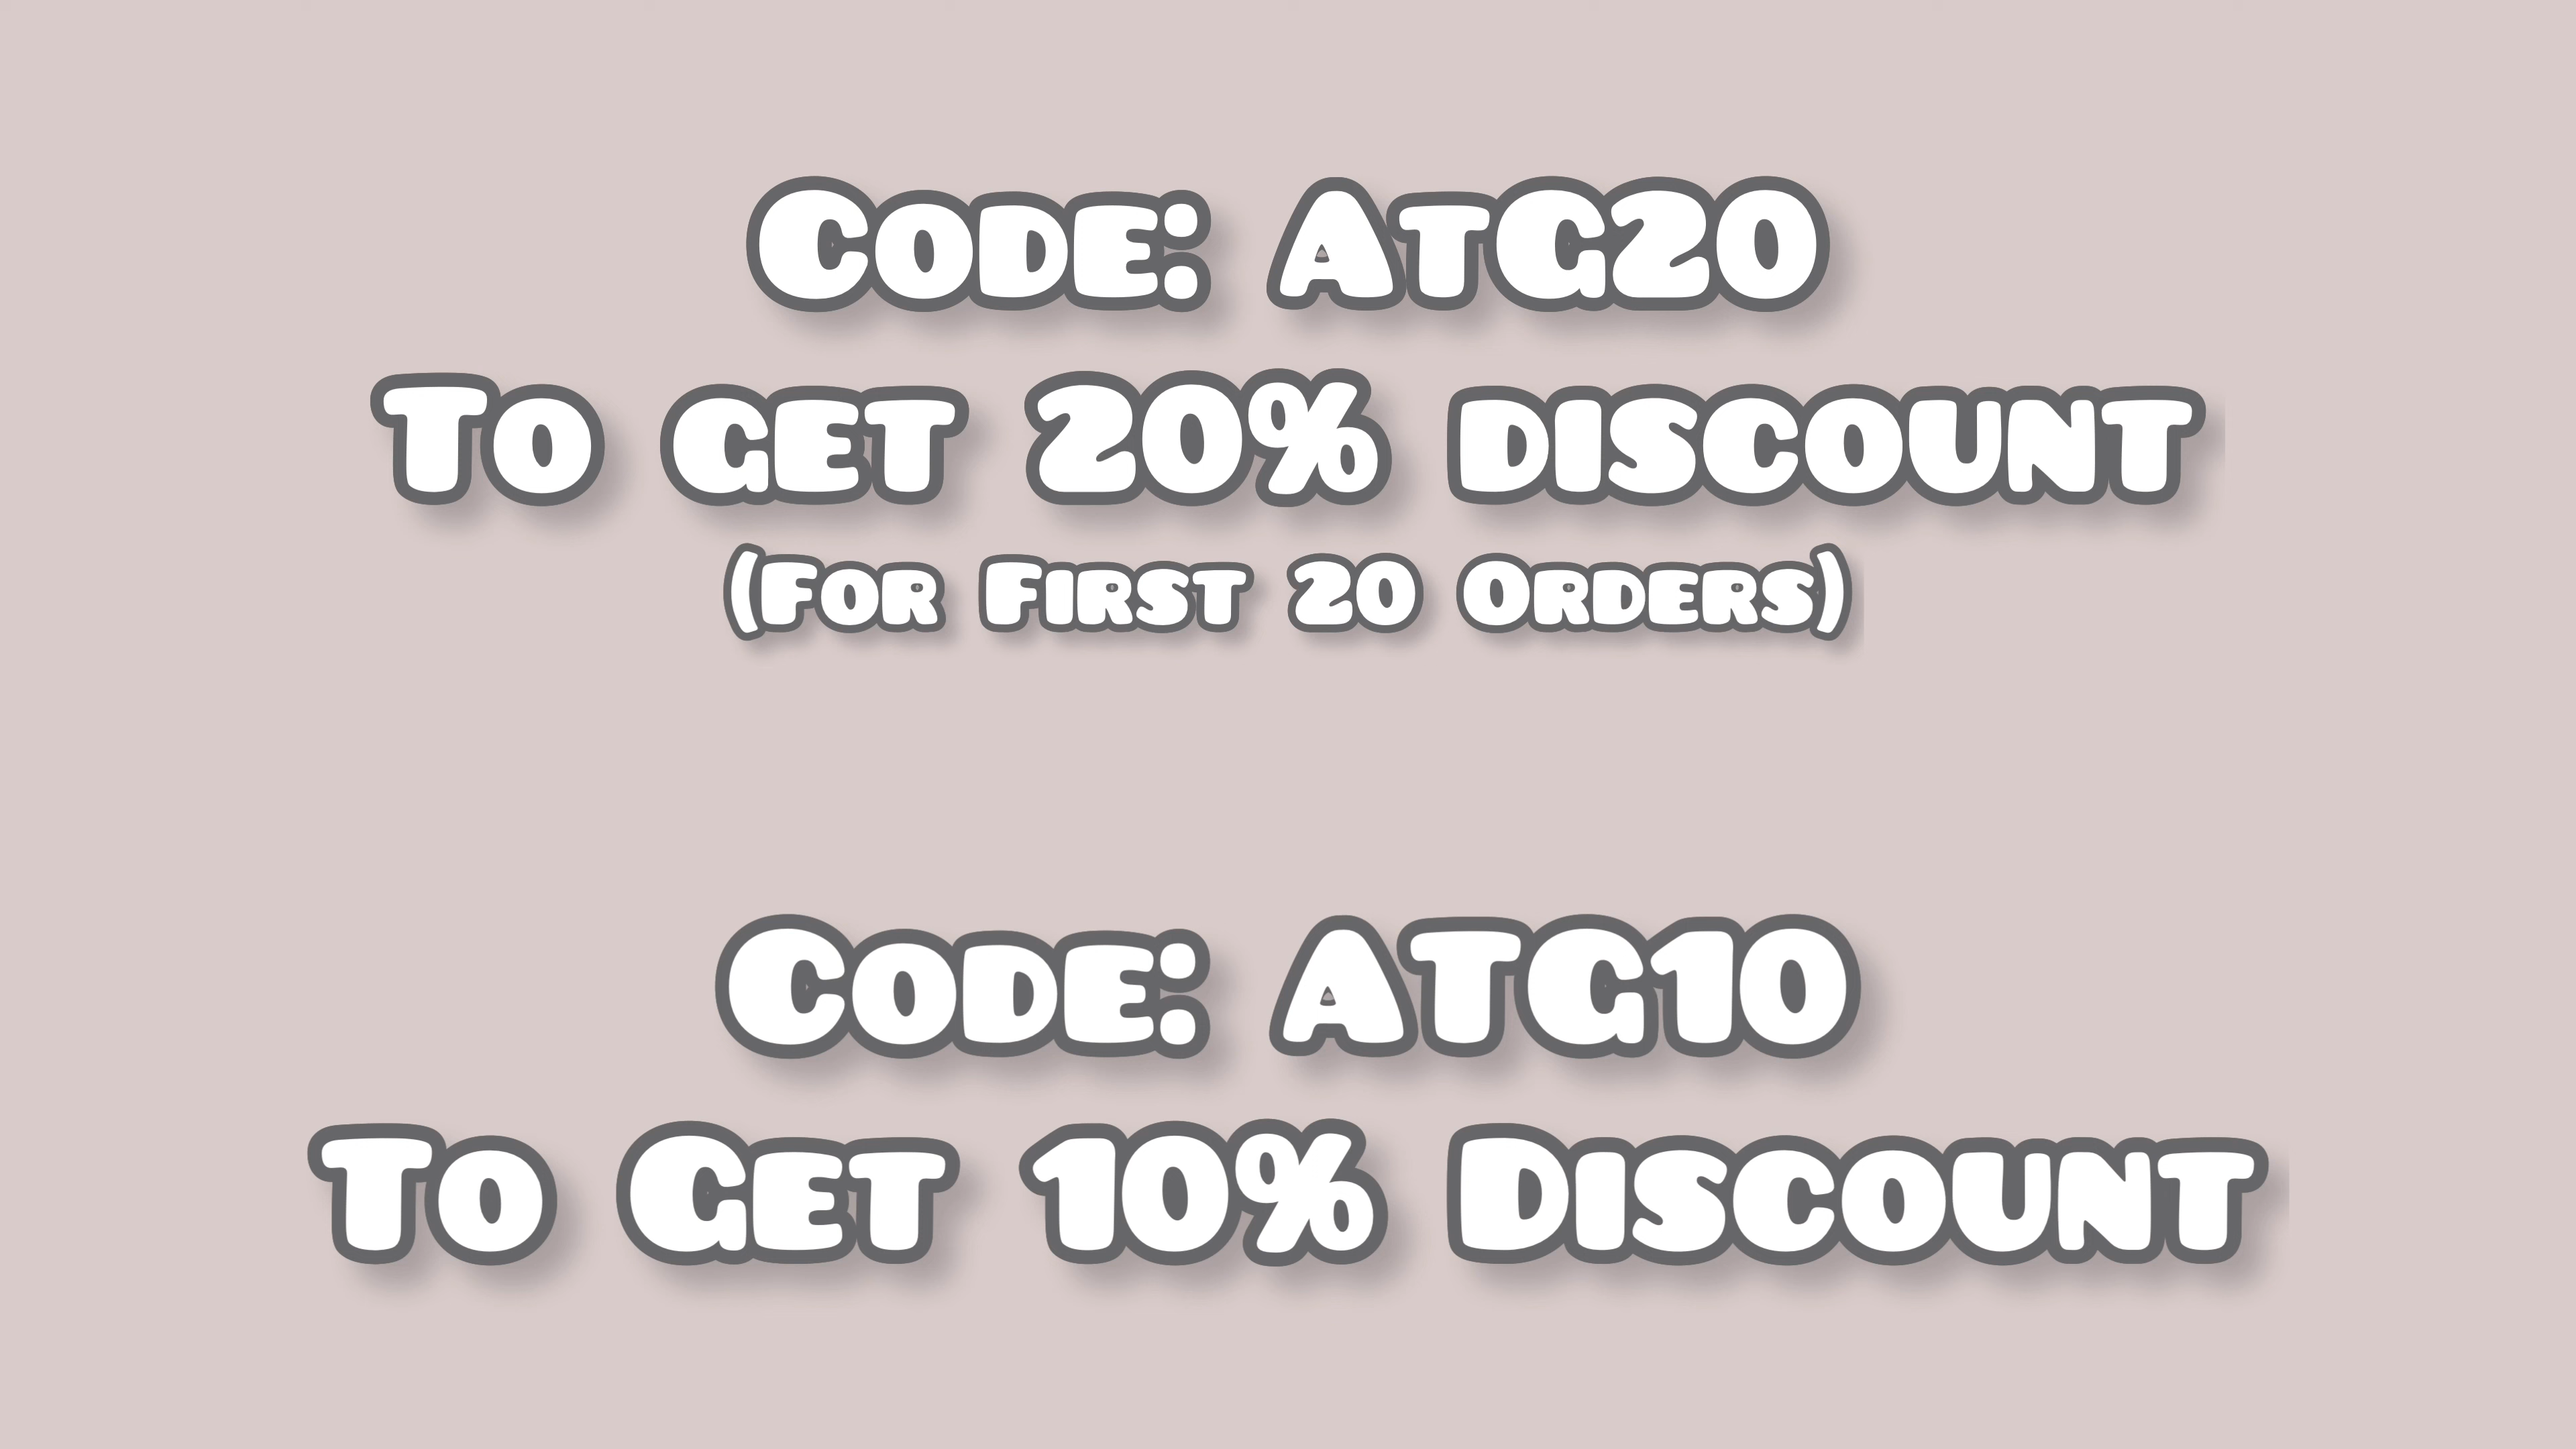 Code: AtG20
To get 20% discount
(For First 20 Orders)
Code: ATG10
To Get 10% Discount